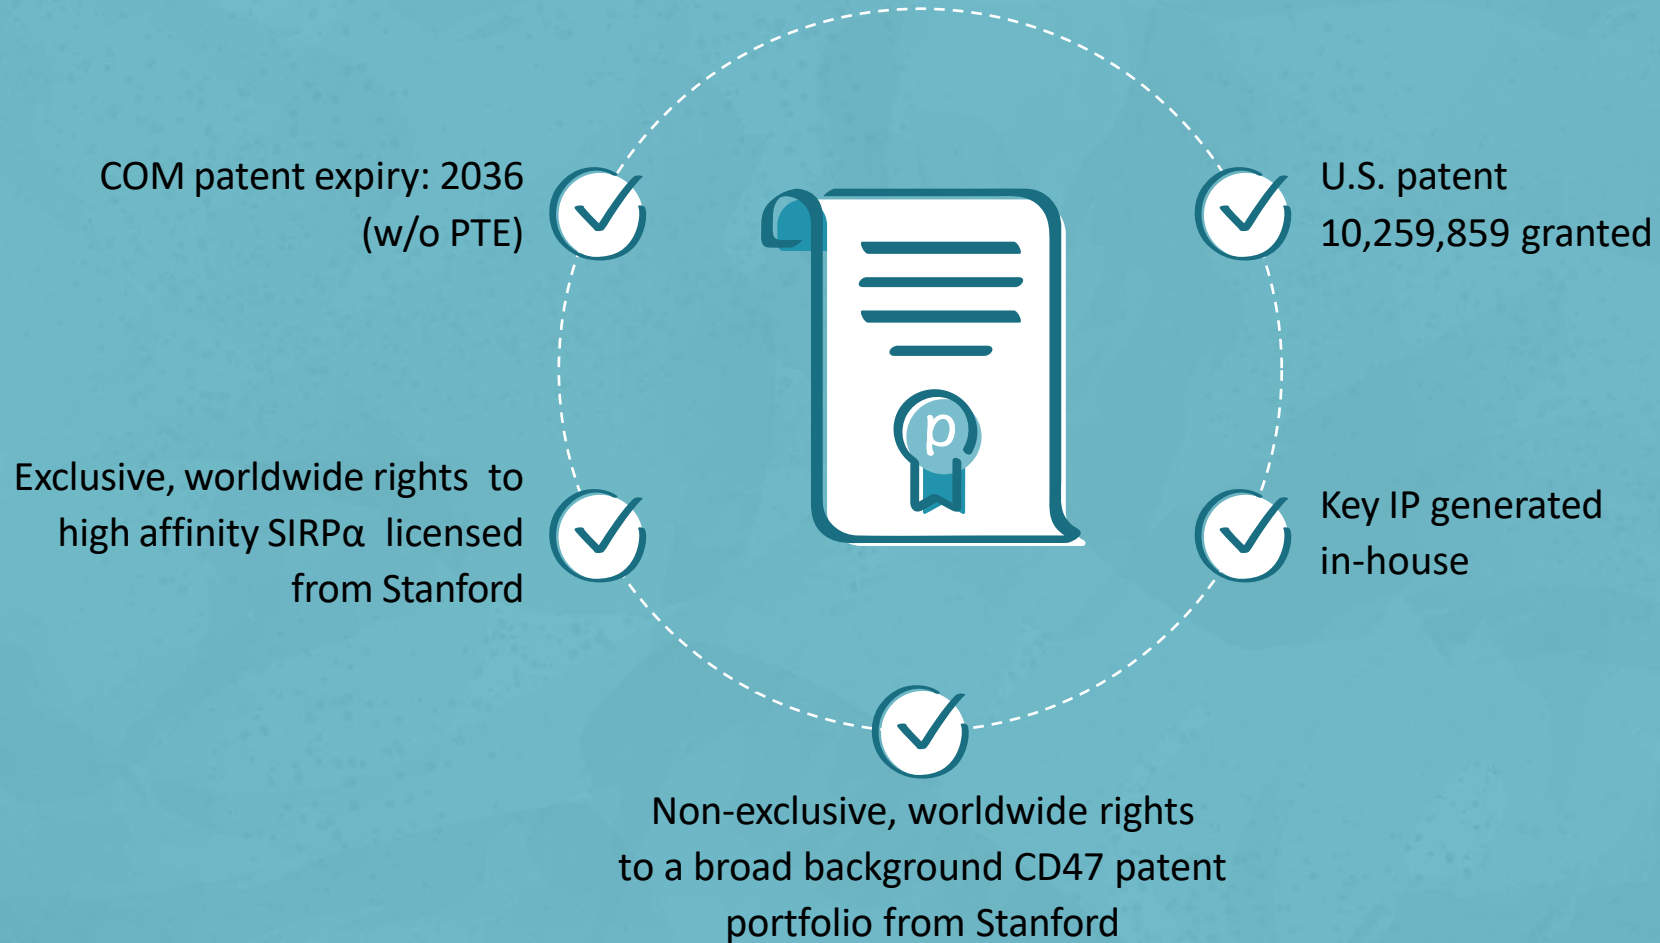 COM patent expiry: 2036
(w/o PTE)
U.S. patent
10,259,859 granted
p
Exclusive, worldwide rights to
high affinity SIRPα licensed
from Stanford
Key IP generated
in-house
Non-exclusive, worldwide rights
to a broad background CD47 patent
portfolio from Stanford